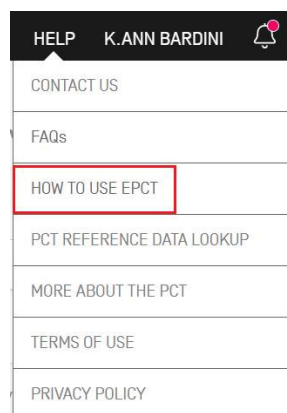 HELP K.ANN BARDINI
CONTACT US
FAQs
HOW TO USE EPCT
PCT REFERENCE DATA LOOKUP
MORE ABOUT THE PCT
TERMS OF USE
PRIVACY POLICY